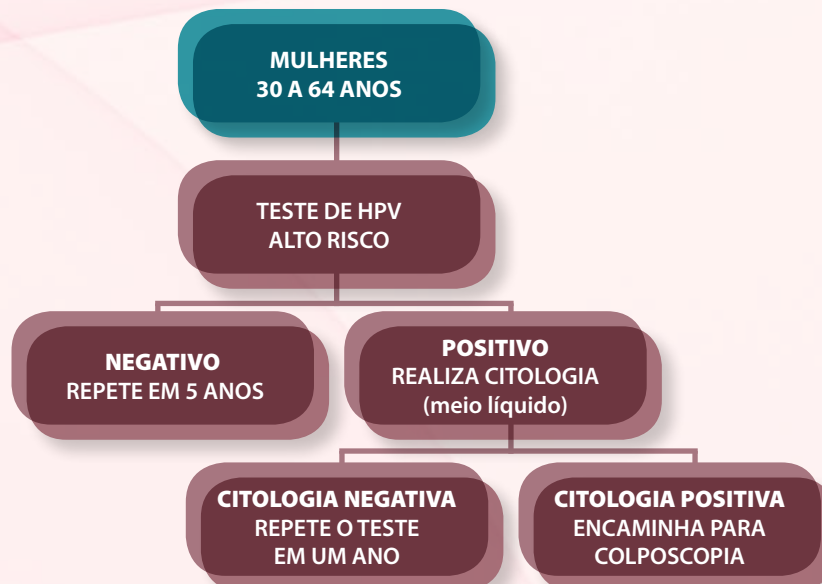 MULHERES
30 A 64 ANOS
TESTE DE HPV
ALTO RISCO
NEGATIVO
REPETE EM 5 ANOS
POSITIVO
REALIZA CITOLOGIA
(meio líquido)
CITOLOGIA NEGATIVA
REPETE O TESTE
EM UM ANO
CITOLOGIA POSITIVA
ENCAMINHA PARA
COLPOSCOPIA